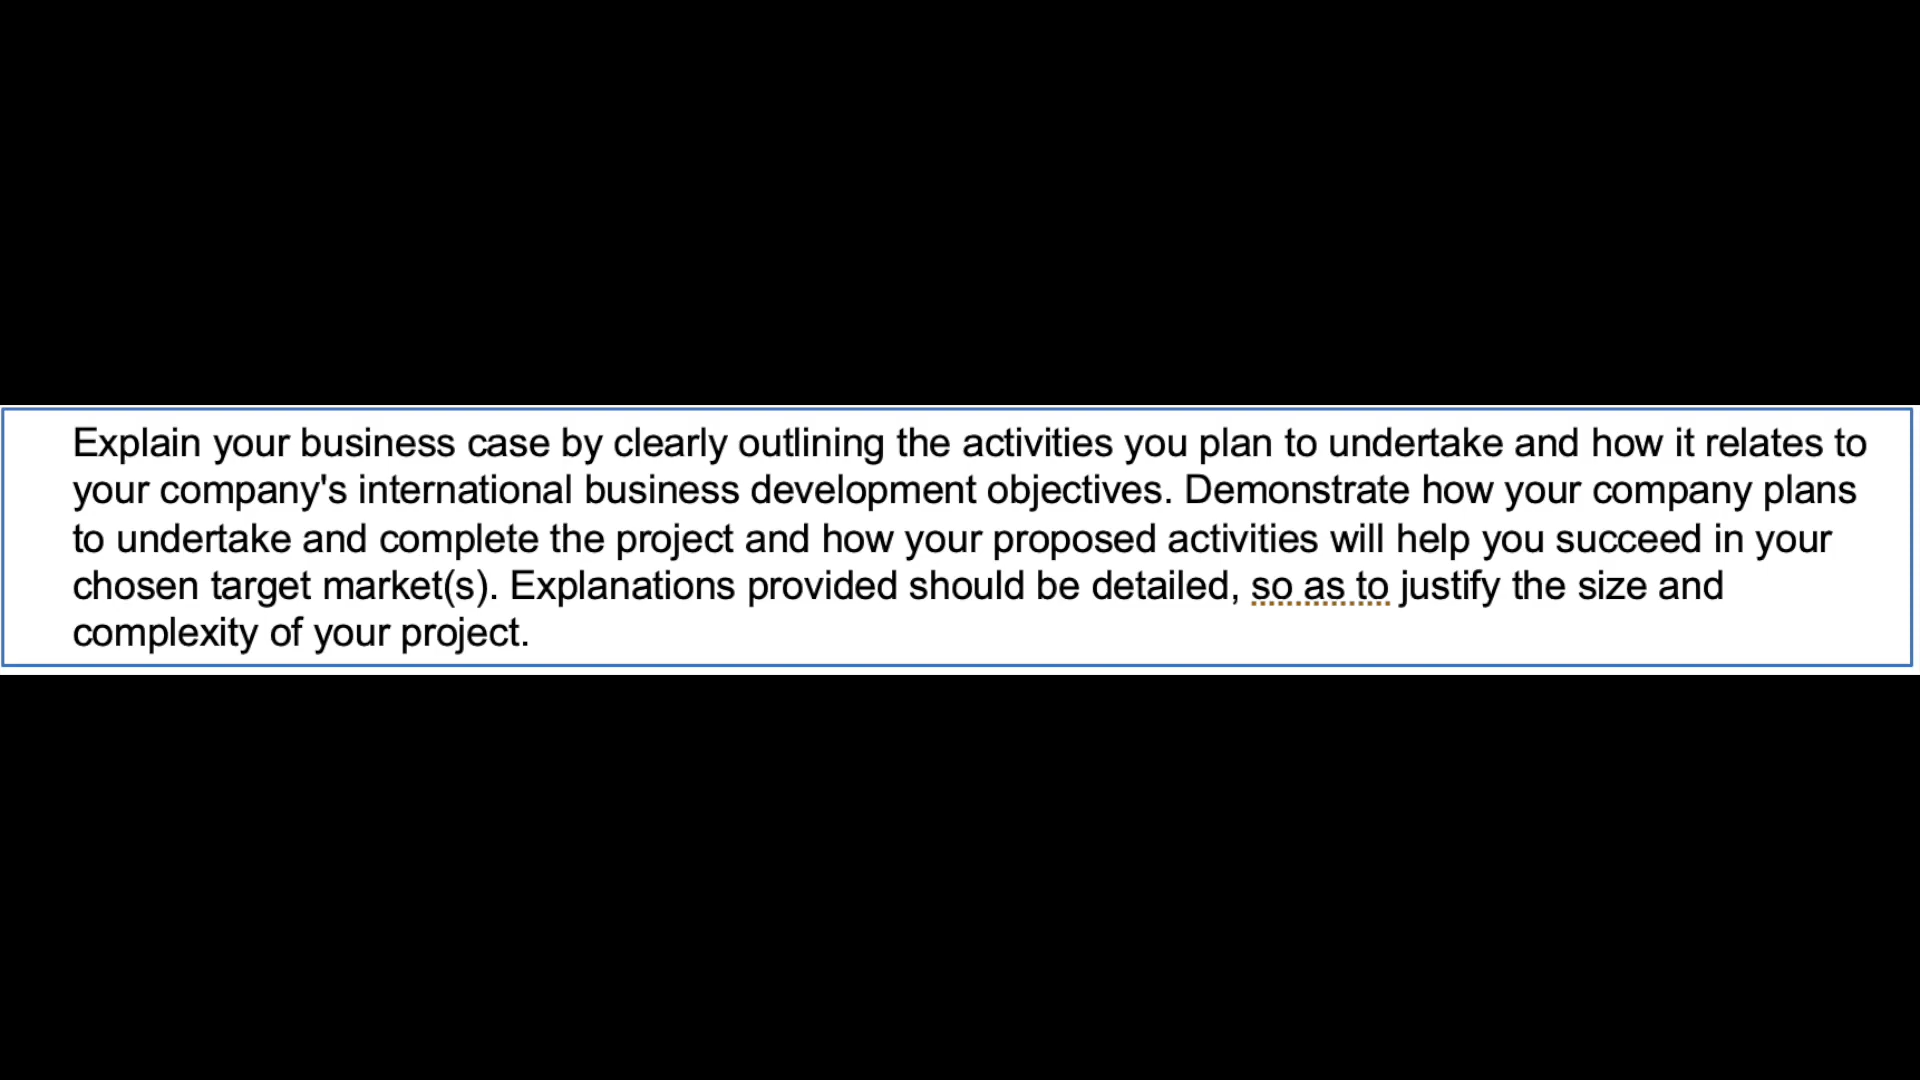 Explain your business case by clearly outlining the activities you plan to undertake and how it relates to
your company's international business development objectives. Demonstrate how your company plans
to undertake and complete the project and how your proposed activities will help you succeed in your
chosen target market(s). Explanations provided should be detailed, so as to justify the size and
complexity of your project.